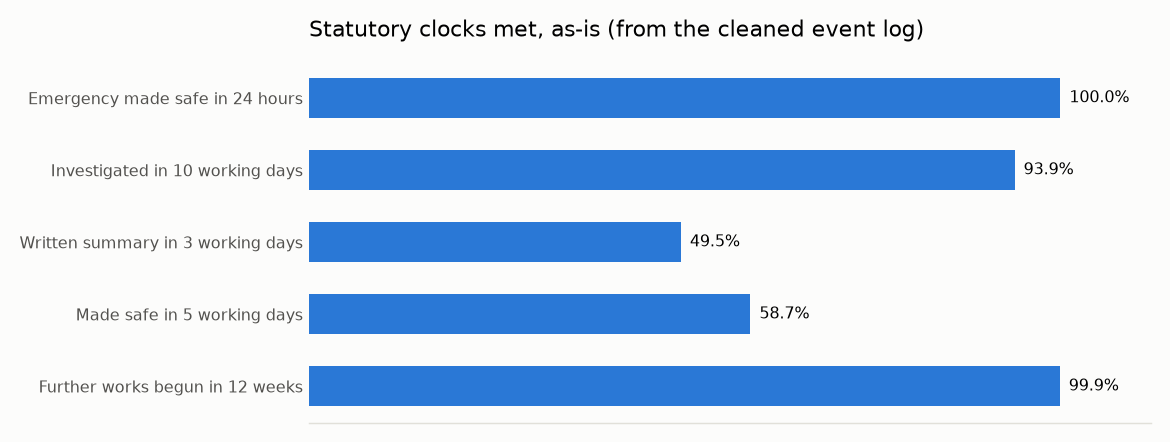 Statutory clocks met, as-is (from the cleaned event log)
Emergency made safe in 24 hours 100.0%
Investigated in 10 working days 93.9%
Written summary in 3 working days 49.5%
Made safe in 5 working days 58.7%
Further works begun in 12 weeks 99.9%